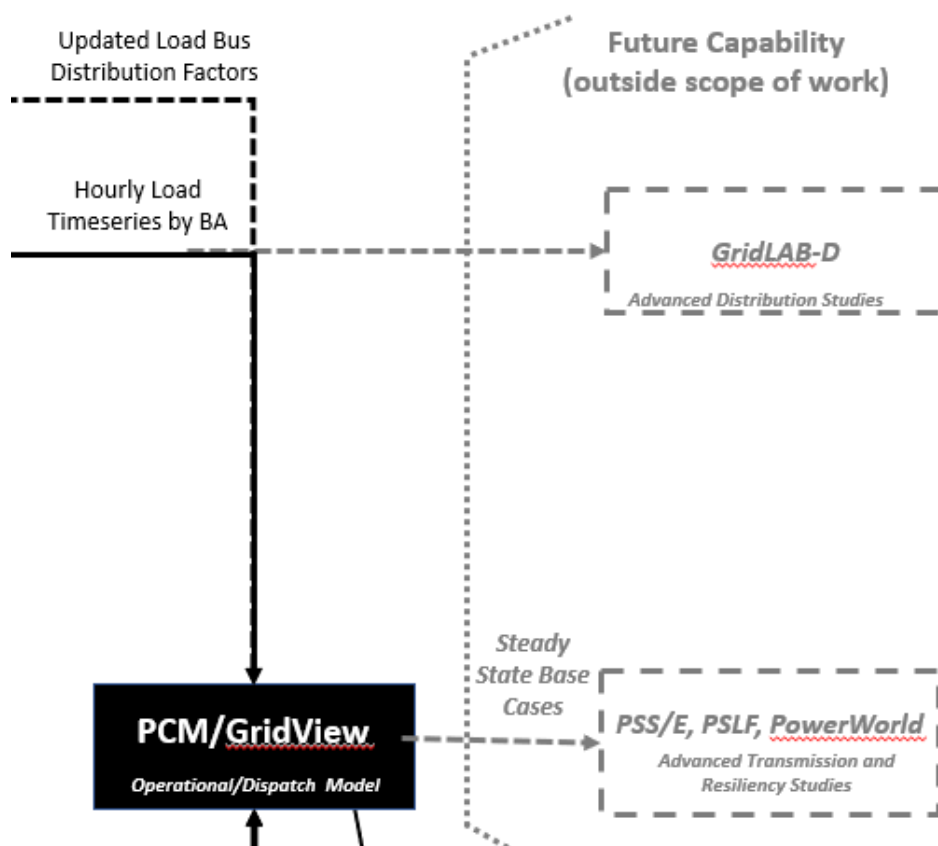 Updated Load Bus
Distribution Factors
Future Capability
(outside scope of work)
Hourly Load
Timeseries by BA
GridLAB-D
Advanced Distribution Studies
Steady
State Base
Cases
PCM/GridView
Operational/Dispatch Model
PSS/E, PSLF, PowerWorld
Advanced Transmission and
Resiliency Studies